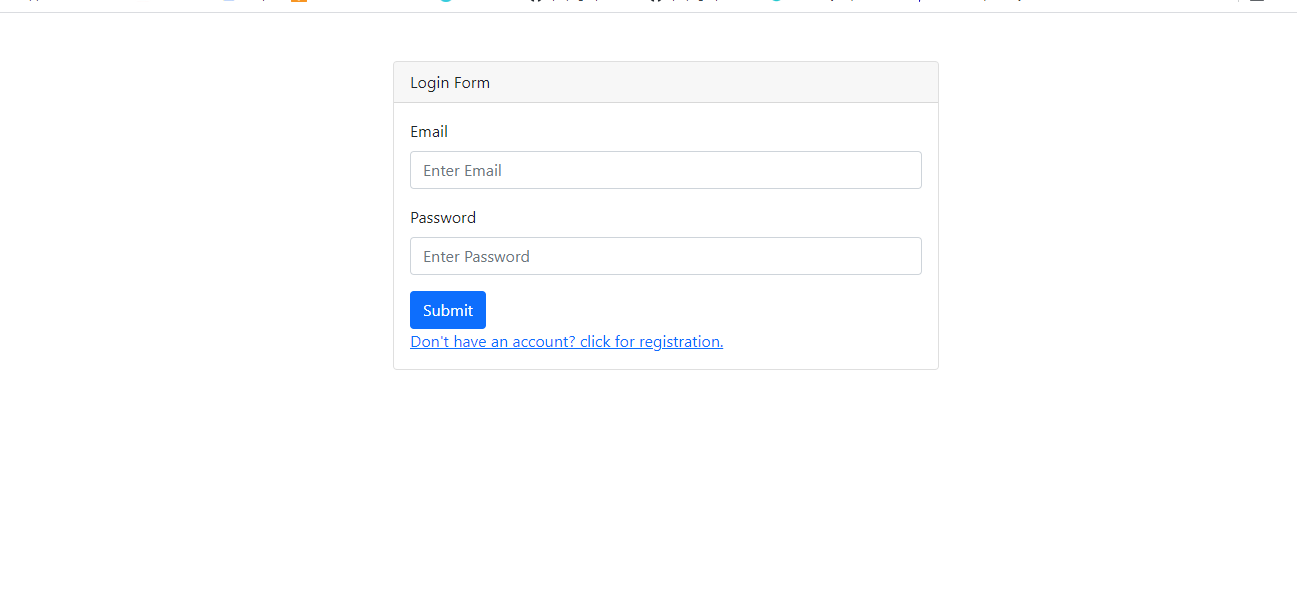 Login Form
Email
Enter Email
Password
Enter Password
Submit
Don't have an account? click for registration.